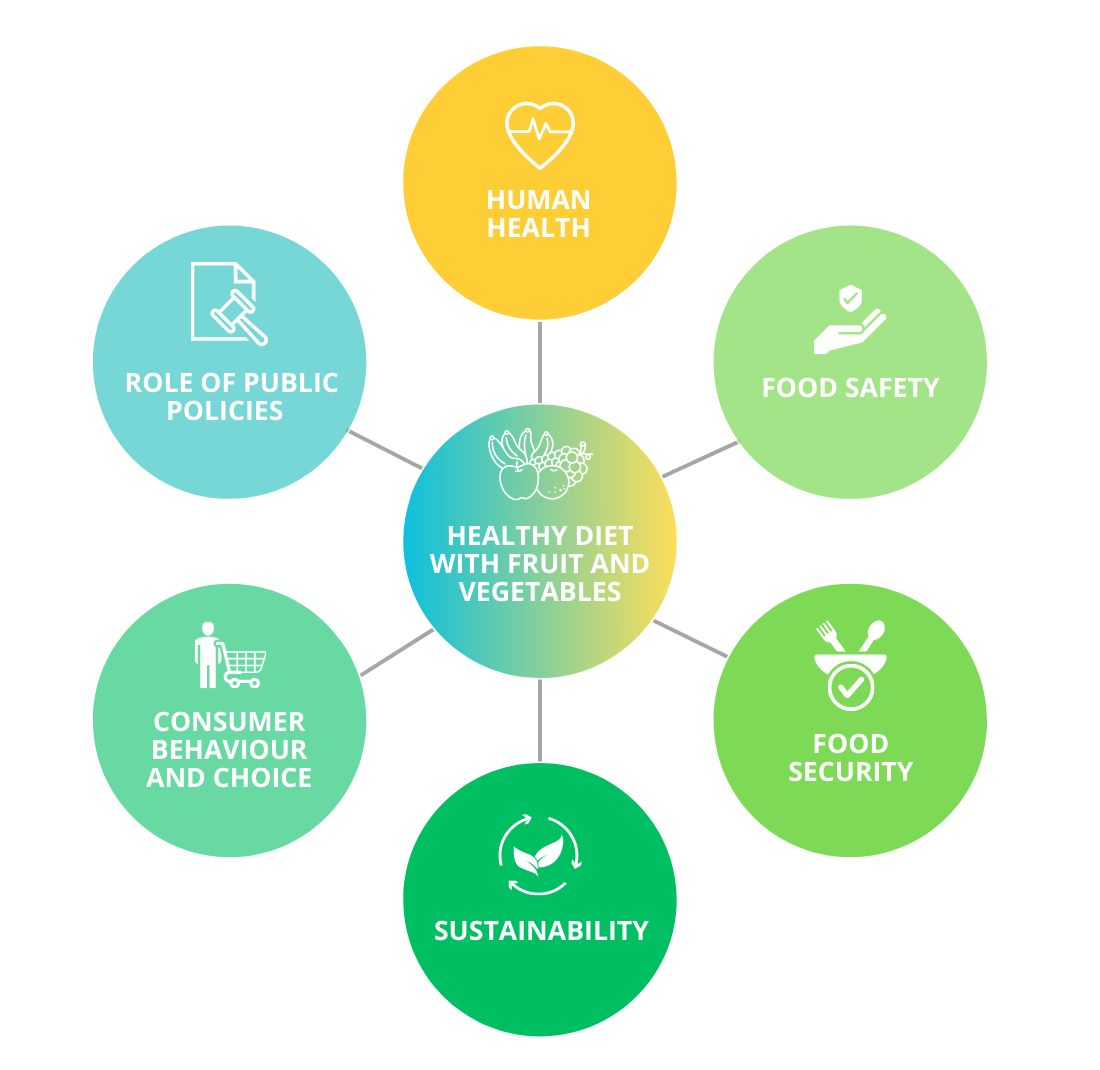 HUMAN
HEALTH
ROLE OF PUBLIC
POLICIES
FOOD SAFETY
HEALTHY DIET
WITH FRUIT AND
VEGETABLES
CONSUMER
BEHAVIOUR
AND CHOICE
FOOD
SECURITY
SUSTAINABILITY